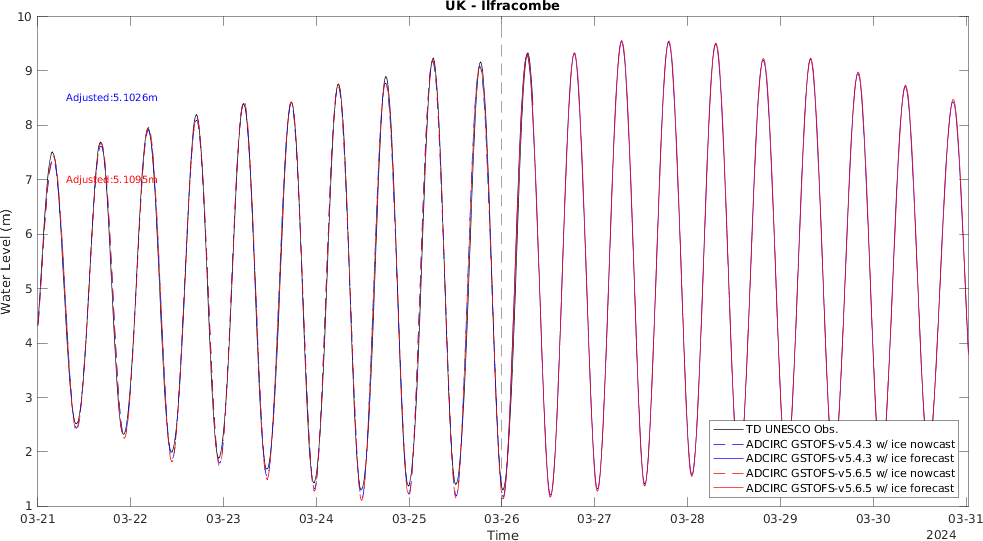 UK - Ilfracombe
10
9
8
7
6
5
4
3
2
1
Water Level (m)
Adjusted:5.1026m
Adjusted:5.1095m
TD UNESCO Obs.
ADCIRC GSTOFS-v5.4.3 w/ ice nowcast
ADCIRC GSTOFS-v5.4.3 w/ ice forecast
ADCIRC GSTOFS-v5.6.5 w/ ice nowcast
ADCIRC GSTOFS-v5.6.5 w/ ice forecast
03-21 03-22 03-23 03-24 03-25 03-26 03-27 03-28 03-29 03-30 03-31
Time
2024